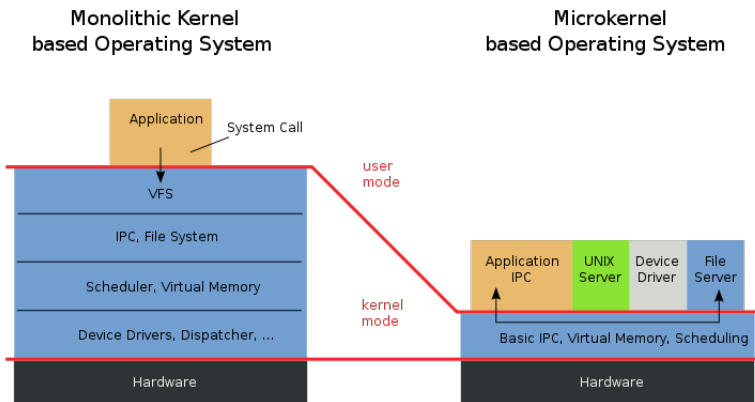 Monolithic Kernel
based Operating System
Microkernel
based Operating System
Application
System Call
user
mode
VFS
IPC, File System
Scheduler, Virtual Memory
kernel
mode
Device Drivers, Dispatcher, ...
Hardware
Application
IPC
UNIX
Server
Device
Driver
File
Server
Basic IPC, Virtual Memory, Scheduling
Hardware